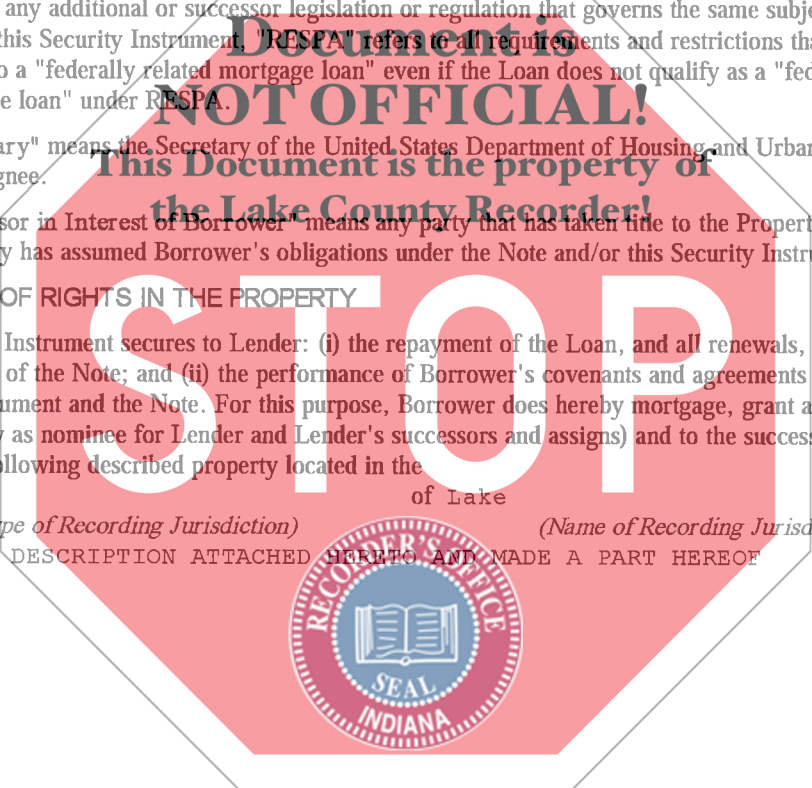 any additional or successor legislation or regulation that governs the same subj
Document is
this Security Instrument, "RESPA" refers to all requirements and restrictions tha
o a "federally related mortgage loan" even if the Loan does not qualify as a "fed
e loan" under RESPA.
NOT OFFICIAL!
ary" means the Secretary of the United States Department of Housing and Urban
This Document is the property of
gnee.
the Lake County Recorder!
sor in Interest of Borrower" means any party that has taken title to the Propert
y has assumed Borrower's obligations under the Note and/or this Security Instru
OF RIGHTS IN THE PROPERTY
STOP
Instrument secures to Lender: (i) the repayment of the Loan, and all renewals,
of the Note; and (ii) the performance of Borrower's covenants and agreements
ument and the Note. For this purpose, Borrower does hereby mortgage, grant a
y as nominee for Lender and Lender's successors and assigns) and to the success
ollowing described property located in the
of Lake
pe of Recording Jurisdiction) (Name of Recording Jurisd
DESCRIPTION ATTACHED HERETO AND MADE A PART HEREOF
RECORDER'S OFFICE
SEAL
INDIANA